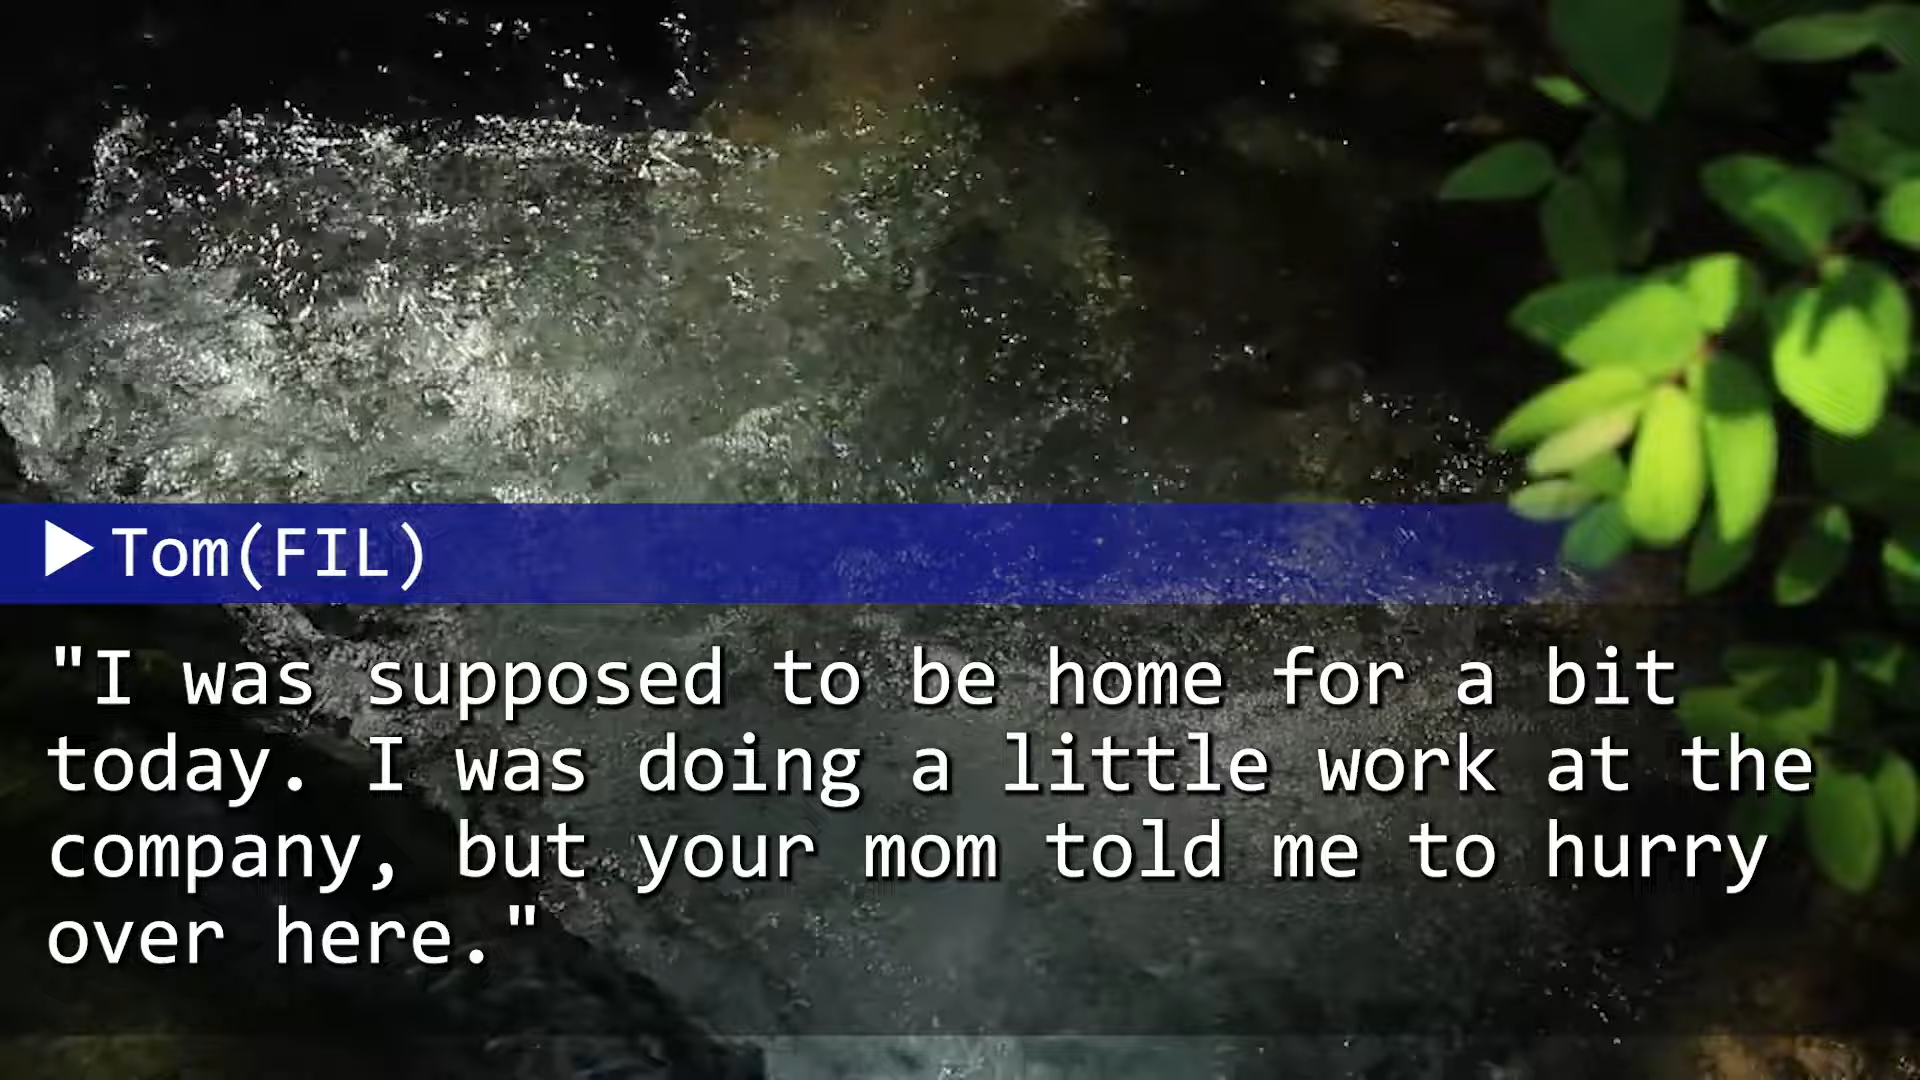 ▶Tom(FIL)
"I was supposed to be home for a bit
today. I was doing a little work at the
company, but your mom told me to hurry
over here."